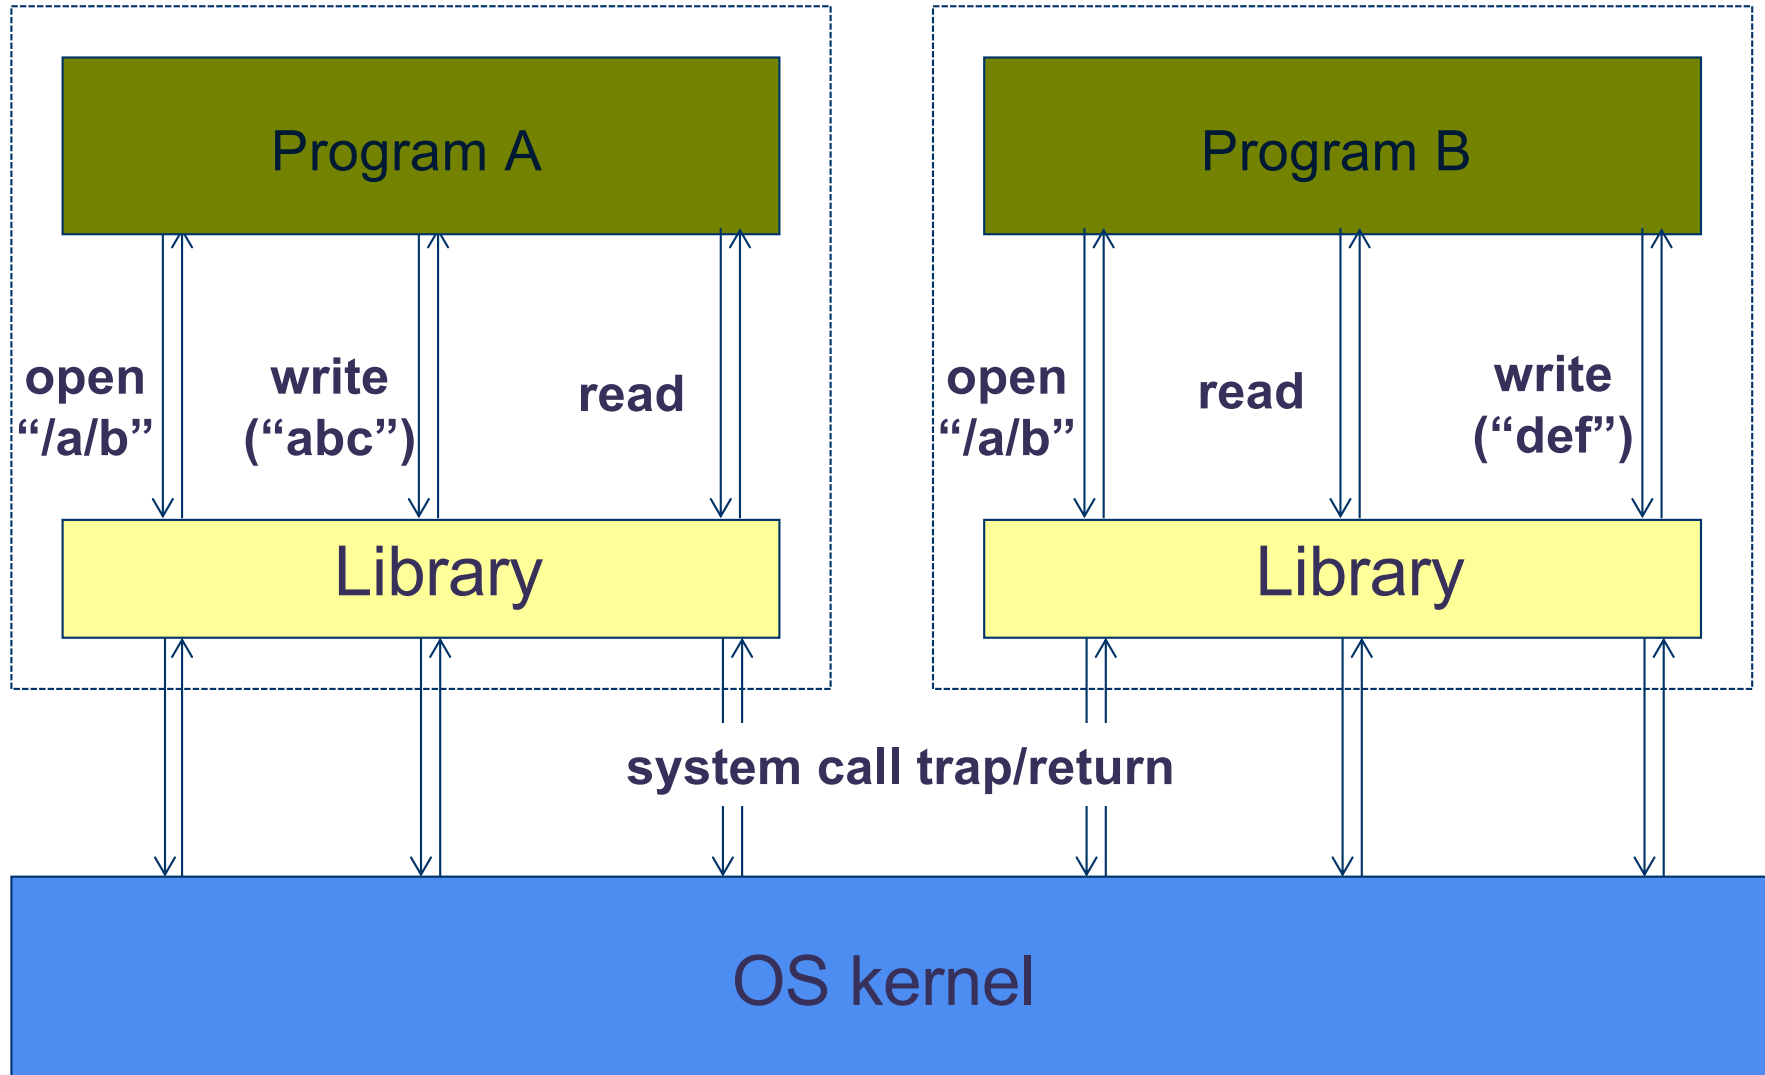 Program A
Program B
open
“/a/b”
write
(“abc”)
read
open
“/a/b”
read
write
(“def”)
Library
Library
system call trap/return
OS kernel